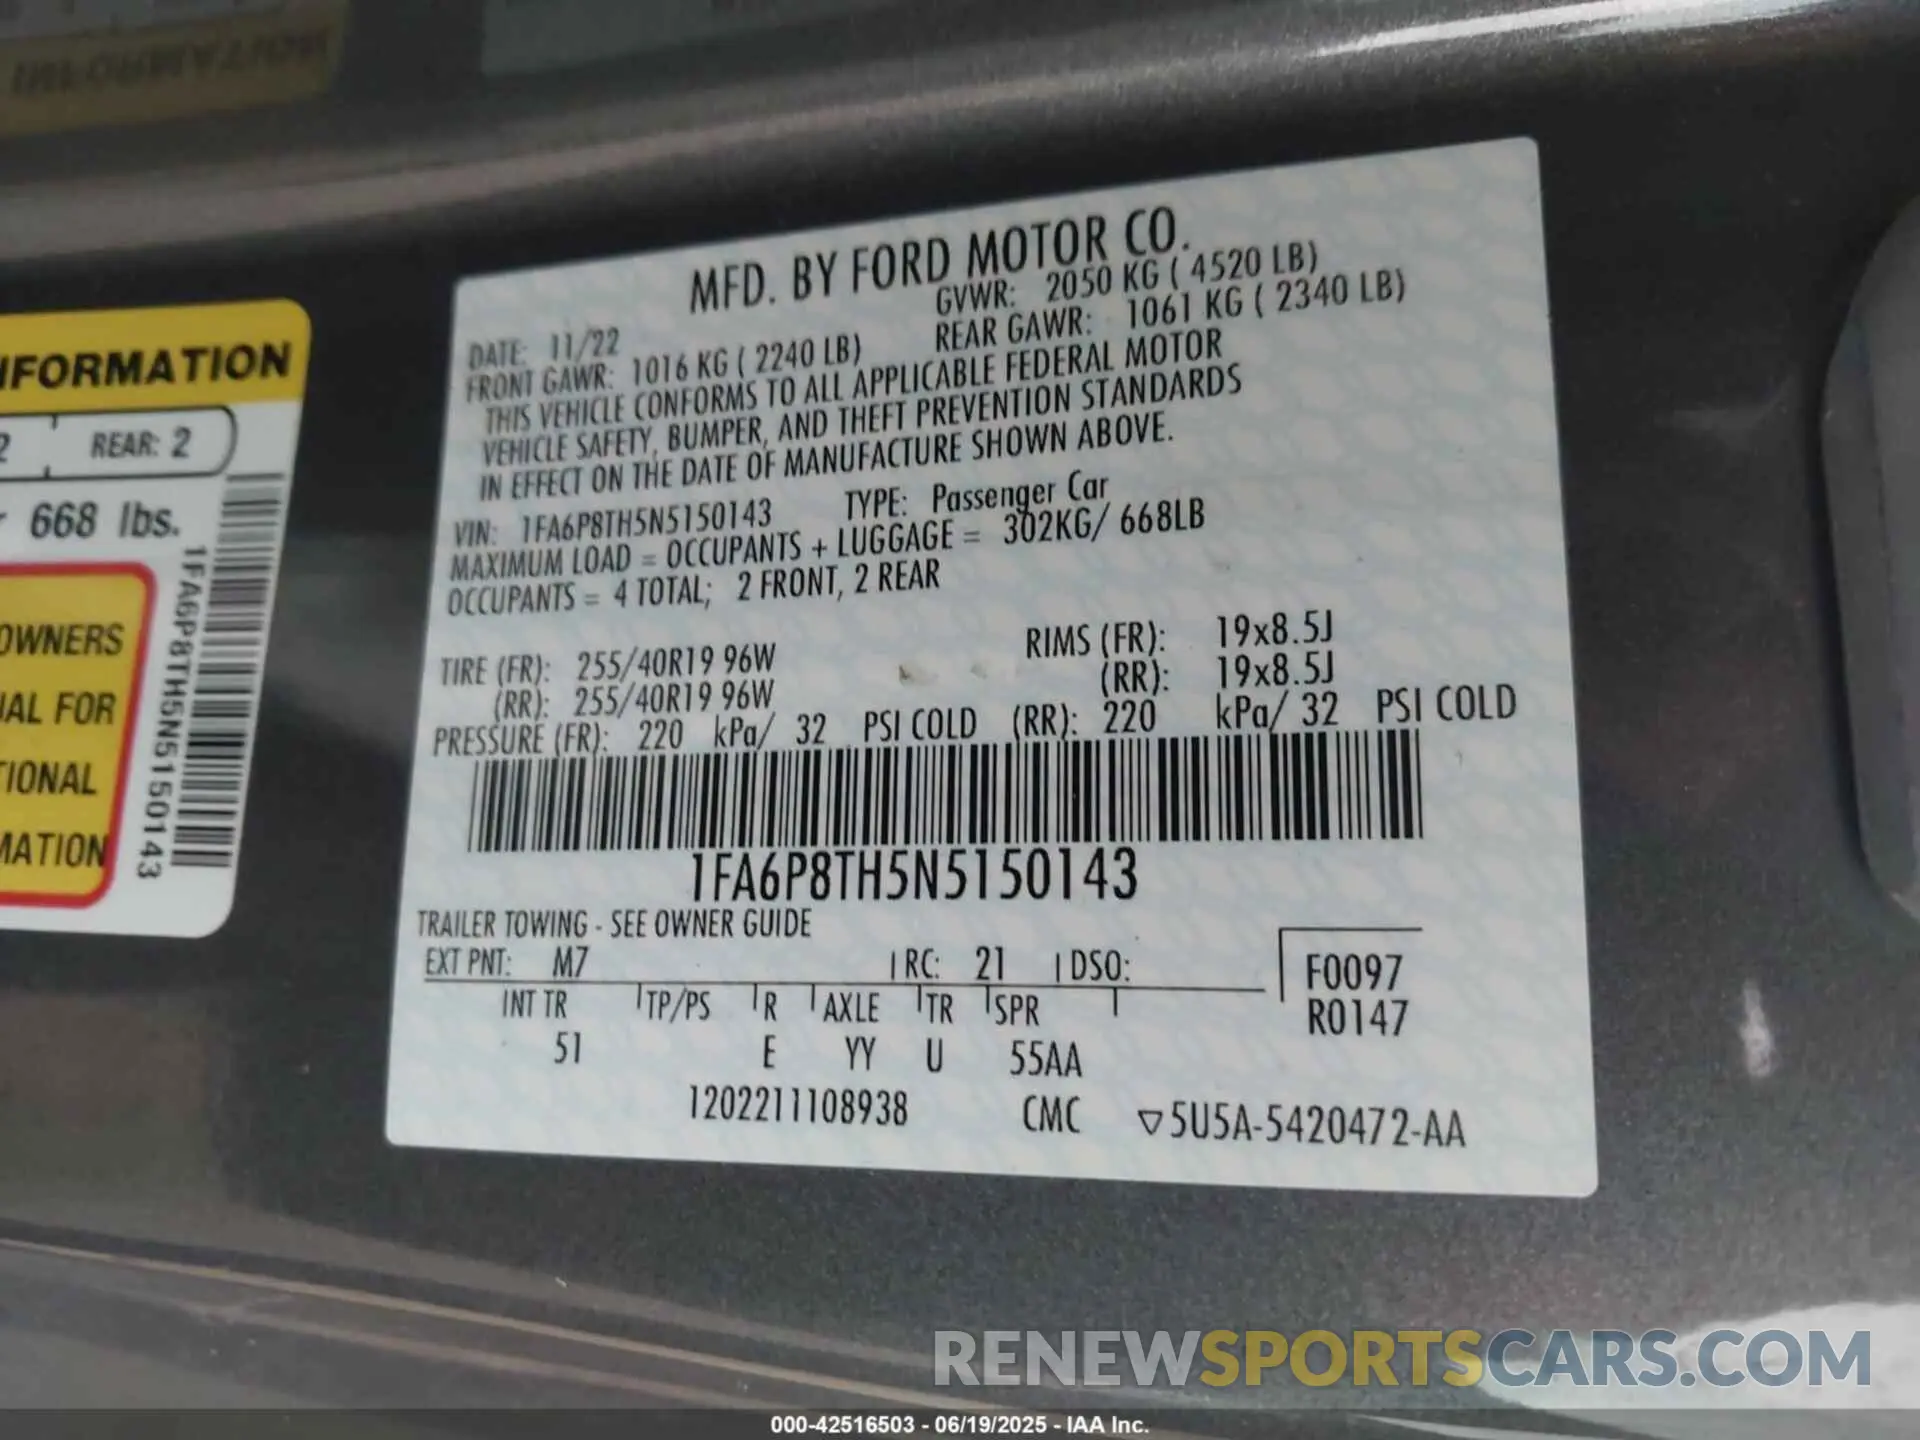 INFORMATION
MFD. BY FORD MOTOR CO.
DATE: 11/22 GVWR: 2050 KG ( 4520 LB)
FRONT GAWR: 1016 KG ( 2240 LB) REAR GAWR: 1061 KG ( 2340 LB)
THIS VEHICLE CONFORMS TO ALL APPLICABLE FEDERAL MOTOR
VEHICLE SAFETY, BUMPER, AND THEFT PREVENTION STANDARDS
IN EFFECT ON THE DATE OF MANUFACTURE SHOWN ABOVE.
VIN: 1FA6P8TH5N5150143 TYPE: Passenger Car
MAXIMUM LOAD = OCCUPANTS + LUGGAGE = 302KG/ 668LB
OCCUPANTS = 4 TOTAL; 2 FRONT, 2 REAR
TIRE (FR): 255/40R19 96W RIMS (FR): 19x8.5J
(RR): 255/40R19 96W (RR): 19x8.5J
PRESSURE (FR): 220 kPa/ 32 PSI COLD (RR): 220 kPa/ 32 PSI COLD
1FA6P8TH5N5150143
TRAILER TOWING - SEE OWNER GUIDE
EXT PNT: M7 RC: 21 DSO:
F0097
R0147
INT TR TP/PS R AXLE TR SPR
51 E YY U 55AA
1202211108938 CMC ▽5U5A-5420472-AA
NFORMATION
2 REAR: 2
668 lbs.
OWNERS
UAL FOR
TIONAL
MATION
1FA6P8TH5N5150143
RENEWSPORTSCARS.COM
000-42516503 - 06/19/2025 - IAA Inc.